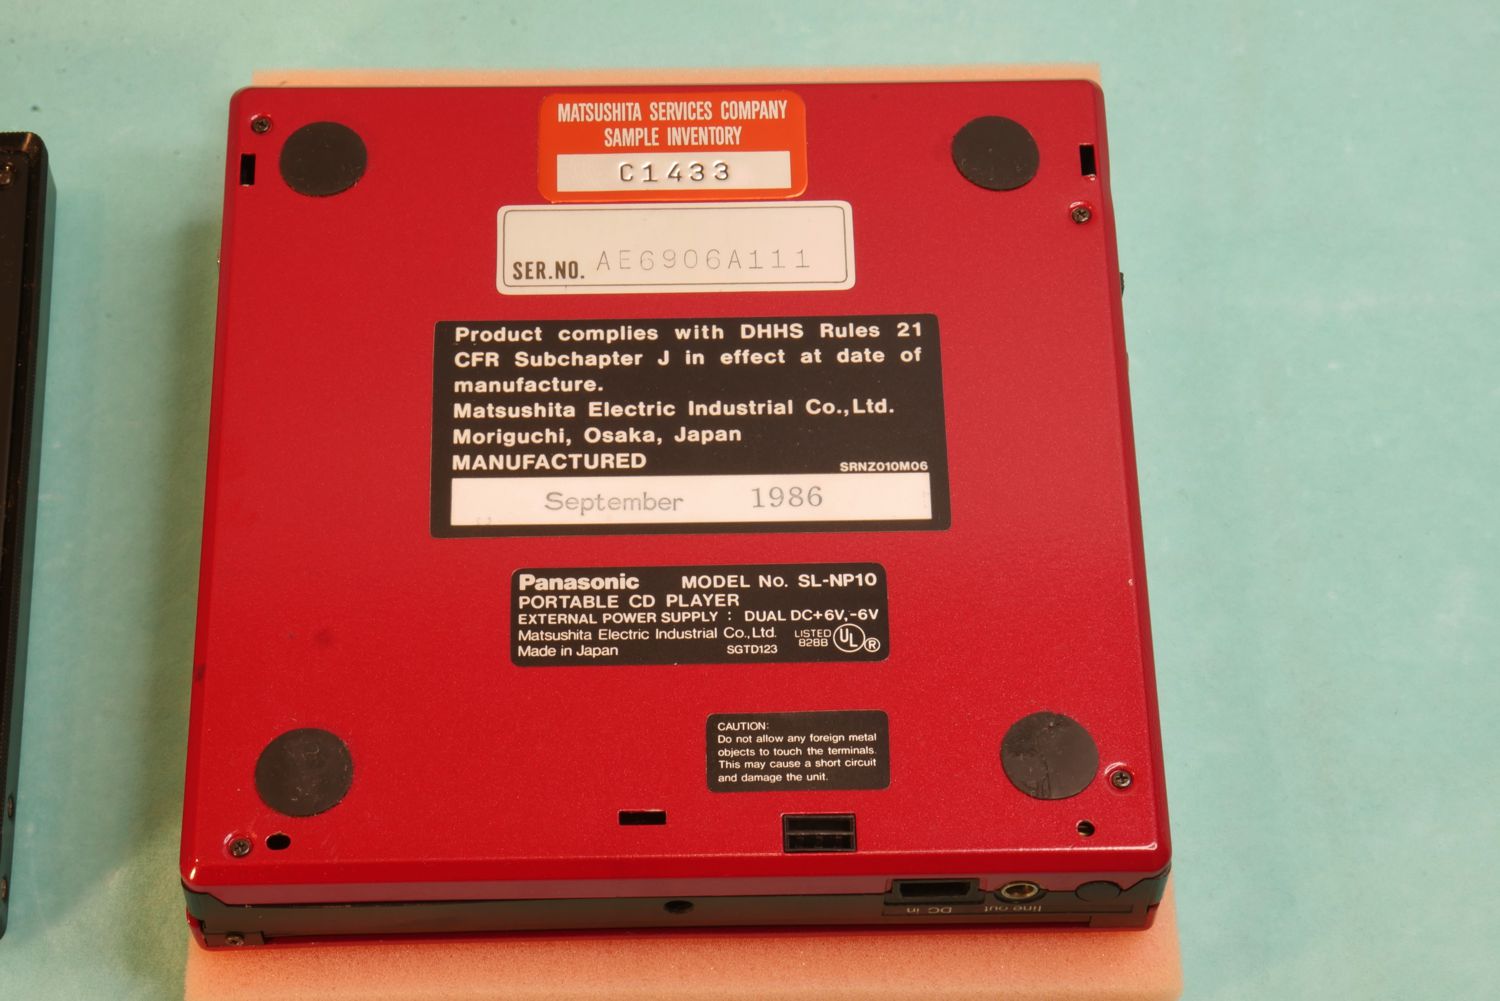 MATSUSHITA SERVICES COMPANY
SAMPLE INVENTORY
C1433
SER.NO. AE6906A111
Product complies with DHHS Rules 21
CFR Subchapter J in effect at date of
manufacture.
Matsushita Electric Industrial Co.,Ltd.
Moriguchi, Osaka, Japan
MANUFACTURED SRNZ010M06
September 1986
Panasonic MODEL No. SL-NP10
PORTABLE CD PLAYER
EXTERNAL POWER SUPPLY : DUAL DC+6V,-6V
Matsushita Electric Industrial Co.,Ltd. LISTED UL ®
Made in Japan SGTD123 82BB
CAUTION:
Do not allow any foreign metal
objects to touch the terminals.
This may cause a short circuit
and damage the unit.
DC in line out